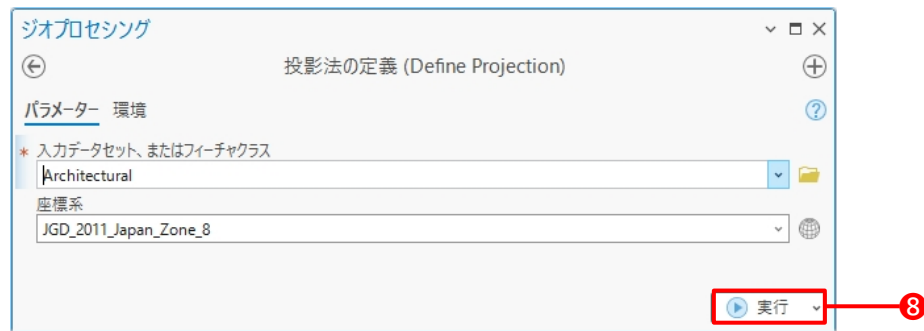 ジオプロセシング
投影法の定義 (Define Projection)
パラメーター 環境
* 入力データセット、またはフィーチャクラス
Architectural
座標系
JGD_2011_Japan_Zone_8
実行
8